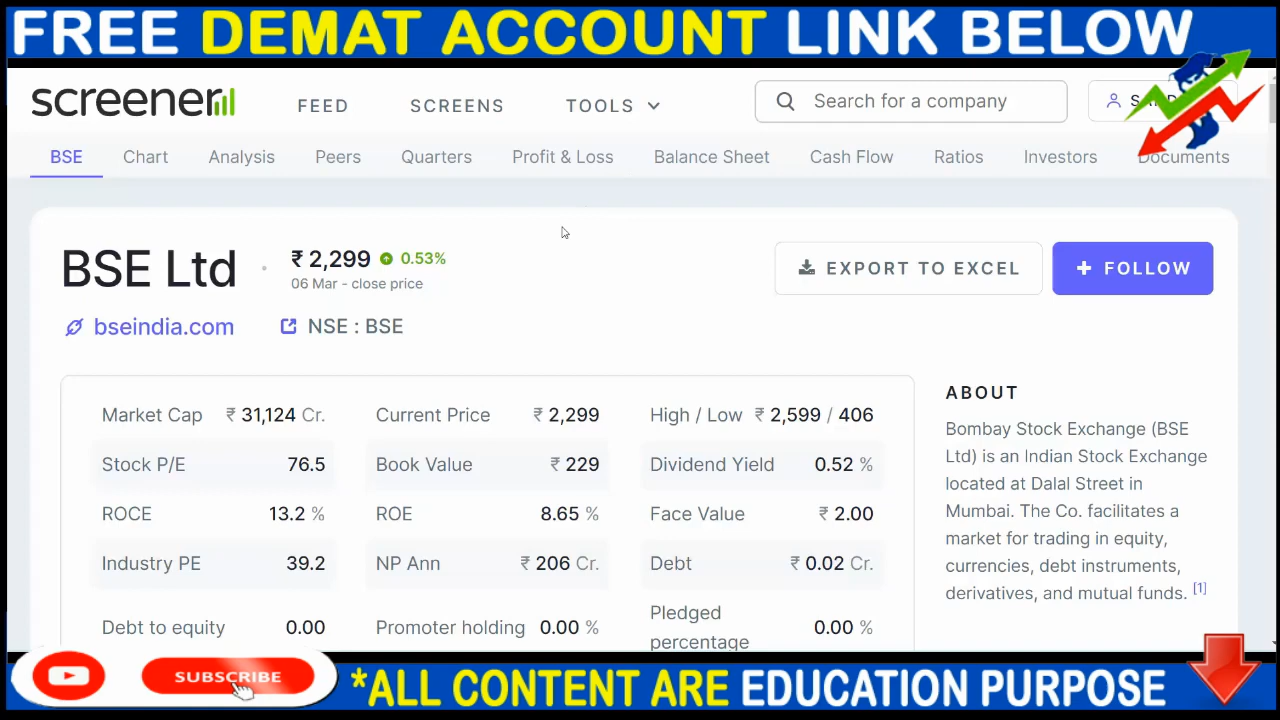 FREE DEMAT ACCOUNT LINK BELOW
screener
FEED SCREENS TOOLS
Search for a company
BSE Chart Analysis Peers Quarters Profit & Loss Balance Sheet Cash Flow Ratios Investors Documents
BSE Ltd
₹ 2,299 0.53%
06 Mar - close price
EXPORT TO EXCEL
+ FOLLOW
bseindia.com
NSE : BSE
Market Cap ₹ 31,124 Cr.
Current Price ₹ 2,299
High / Low ₹ 2,599 / 406
Stock P/E 76.5
Book Value ₹ 229
Dividend Yield 0.52 %
ROCE 13.2 %
ROE 8.65 %
Face Value ₹ 2.00
Industry PE 39.2
NP Ann ₹ 206 Cr.
Debt ₹ 0.02 Cr.
Debt to equity 0.00
Promoter holding 0.00 %
Pledged
percentage 0.00 %
ABOUT
Bombay Stock Exchange (BSE
Ltd) is an Indian Stock Exchange
located at Dalal Street in
Mumbai. The Co. facilitates a
market for trading in equity,
currencies, debt instruments,
derivatives, and mutual funds. [1]
SUBSCRIBE
*ALL CONTENT ARE EDUCATION PURPOSE